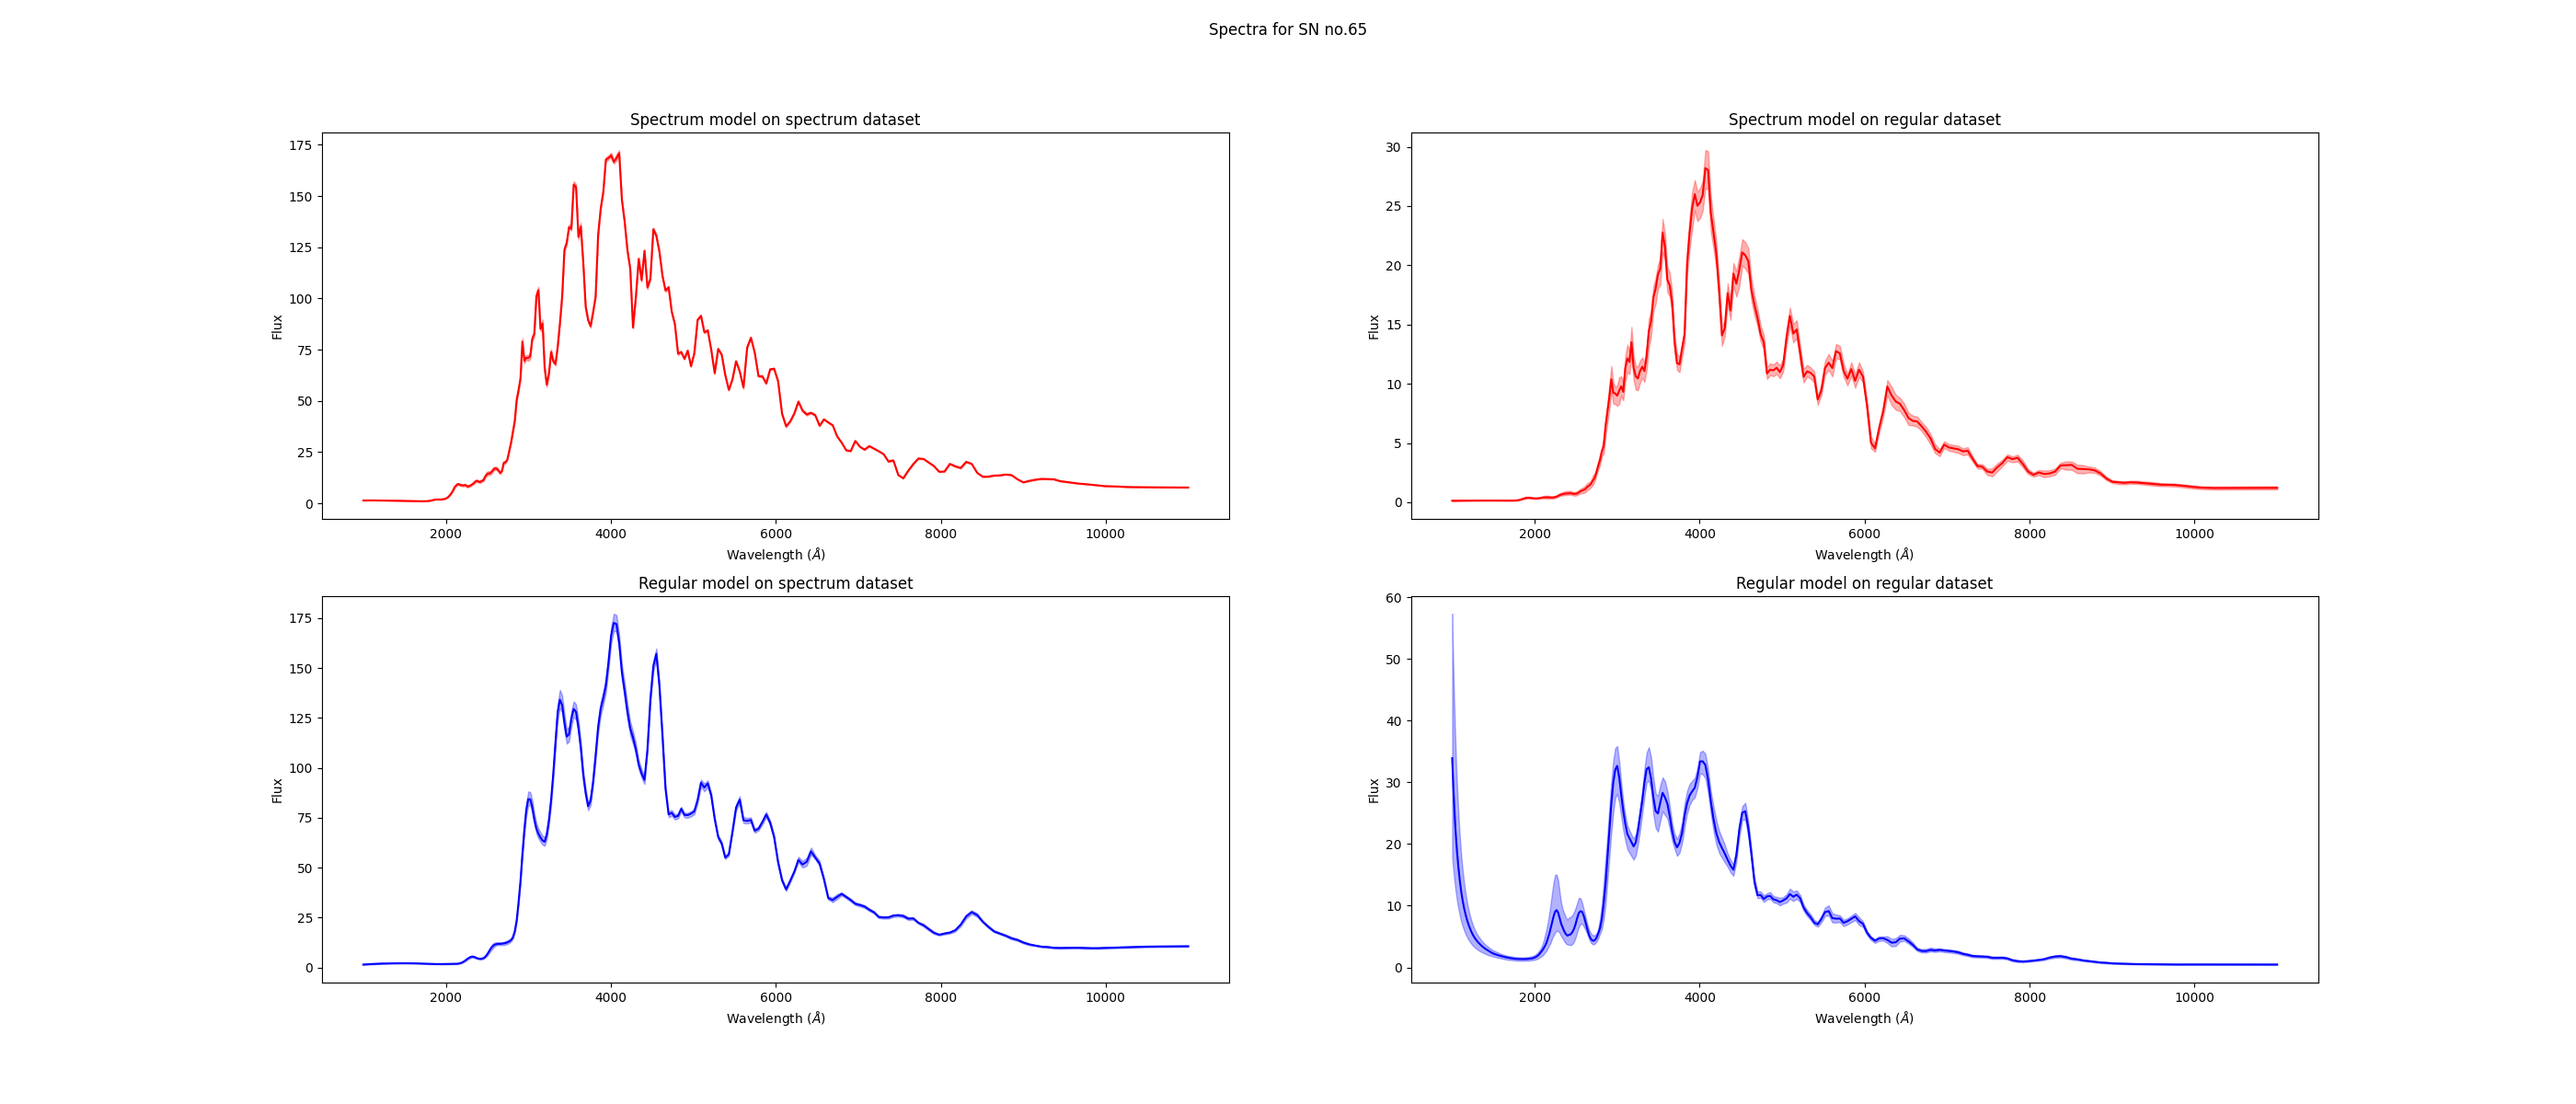 Spectra for SN no.65
Spectrum model on spectrum dataset
175
150
125
100
75
50
25
0
Flux
2000 4000 6000 8000 10000
Wavelength (Å)
Spectrum model on regular dataset
30
25
20
15
10
5
0
Flux
2000 4000 6000 8000 10000
Wavelength (Å)
Regular model on spectrum dataset
175
150
125
100
75
50
25
0
Flux
2000 4000 6000 8000 10000
Wavelength (Å)
Regular model on regular dataset
60
50
40
30
20
10
0
Flux
2000 4000 6000 8000 10000
Wavelength (Å)